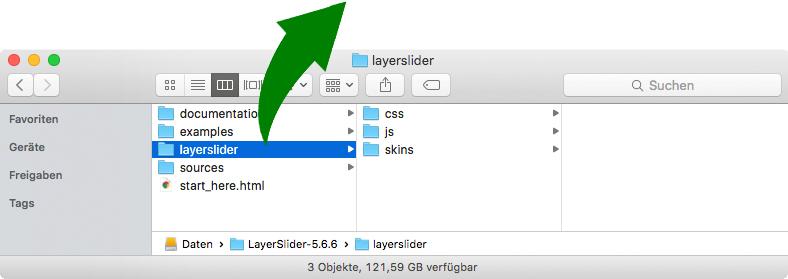 layerslider
Suchen
Favoriten
Geräte
Freigaben
Tags
documentatio
examples
layerslider
sources
start_here.html
css
js
skins
Daten › LayerSlider-5.6.6 › layerslider
3 Objekte, 121,59 GB verfügbar